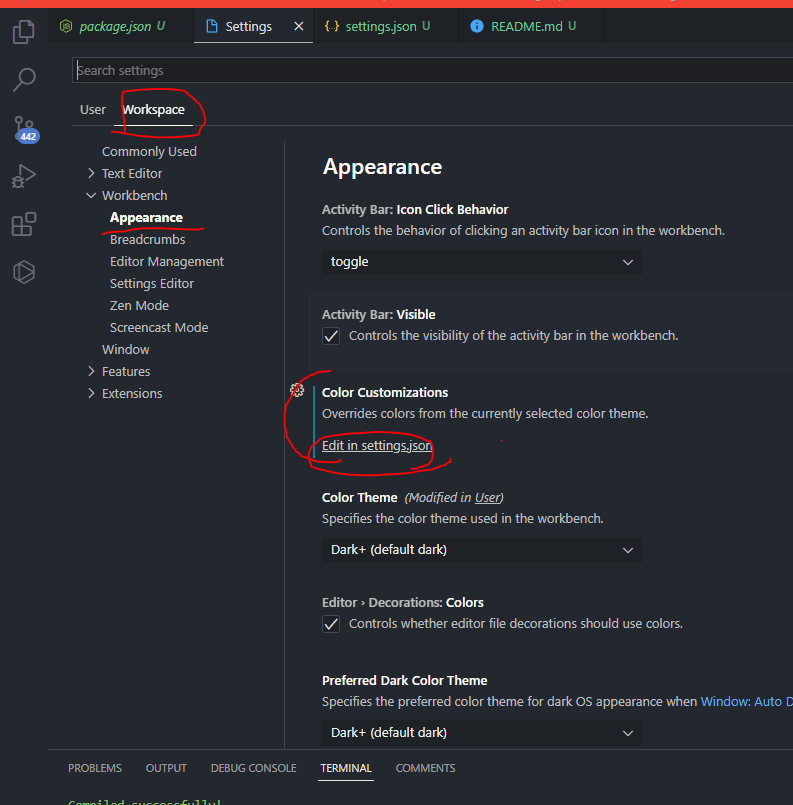 package.json U
Settings
settings.json U
README.md U
Search settings
User
Workspace
442
Commonly Used
Text Editor
Workbench
Appearance
Breadcrumbs
Editor Management
Settings Editor
Zen Mode
Screencast Mode
Window
Features
Extensions
Appearance
Activity Bar: Icon Click Behavior
Controls the behavior of clicking an activity bar icon in the workbench.
toggle
Activity Bar: Visible
Controls the visibility of the activity bar in the workbench.
Color Customizations
Overrides colors from the currently selected color theme.
Edit in settings.json
Color Theme (Modified in User)
Specifies the color theme used in the workbench.
Dark+ (default dark)
Editor › Decorations: Colors
Controls whether editor file decorations should use colors.
Preferred Dark Color Theme
Specifies the preferred color theme for dark OS appearance when Window: Auto D
Dark+ (default dark)
PROBLEMS OUTPUT DEBUG CONSOLE TERMINAL COMMENTS
Compiled successfully!